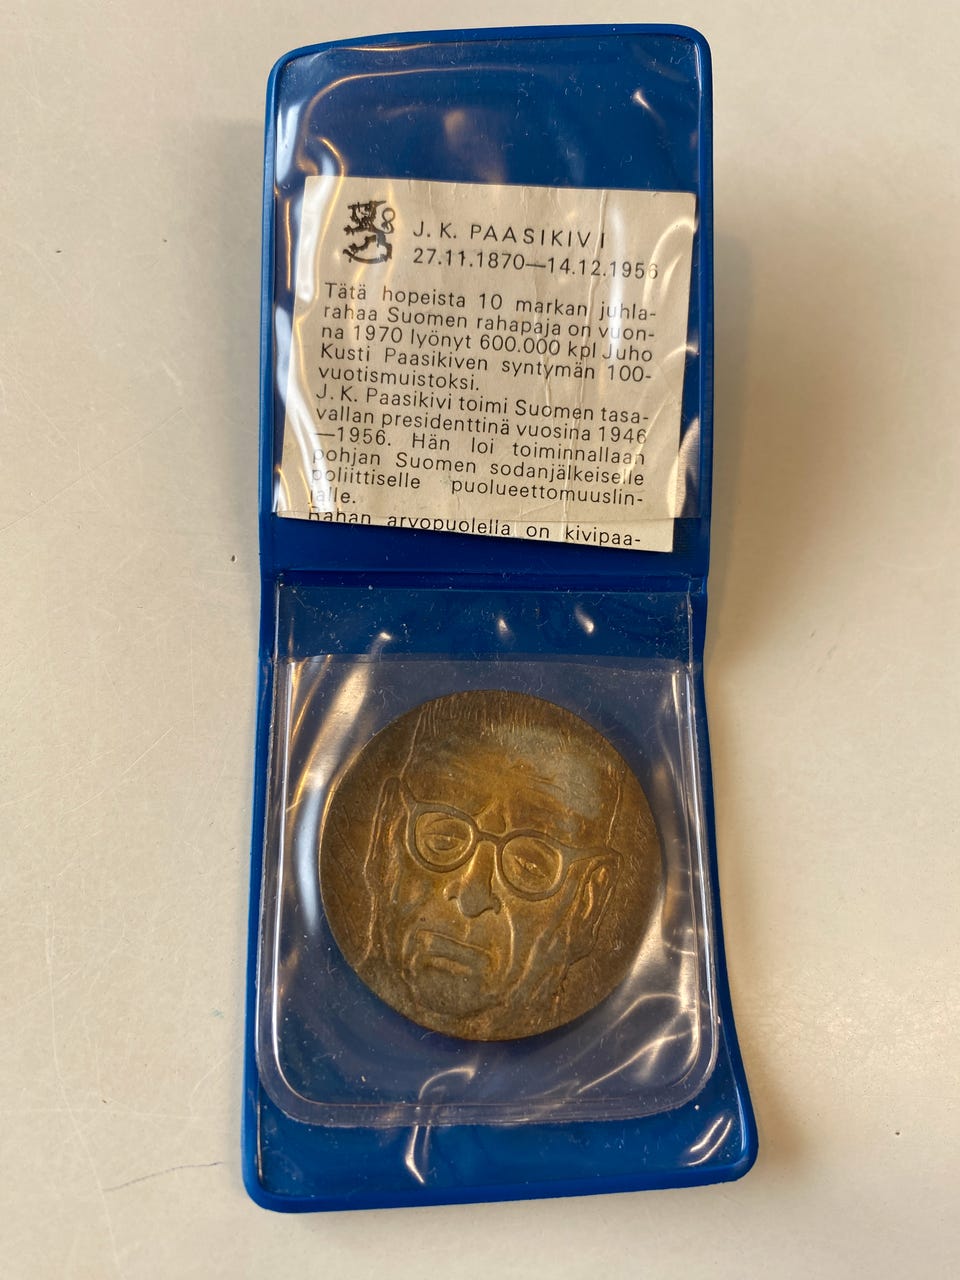 J. K. PAASIKIVI
27.11.1870—14.12.1956
Tätä hopeista 10 markan juhla-
rahaa Suomen rahapaja on vuon-
na 1970 lyönyt 600.000 kpl Juho
Kusti Paasikiven syntymän 100-
vuotismuistoksi.
J. K. Paasikivi toimi Suomen tasa-
vallan presidenttinä vuosina 1946
—1956. Hän loi toiminnallaan
pohjan Suomen sodanjälkeiselle
poliittiselle puolueettomuuslin-
jalle.
Rahan arvopuolella on kivipaa-